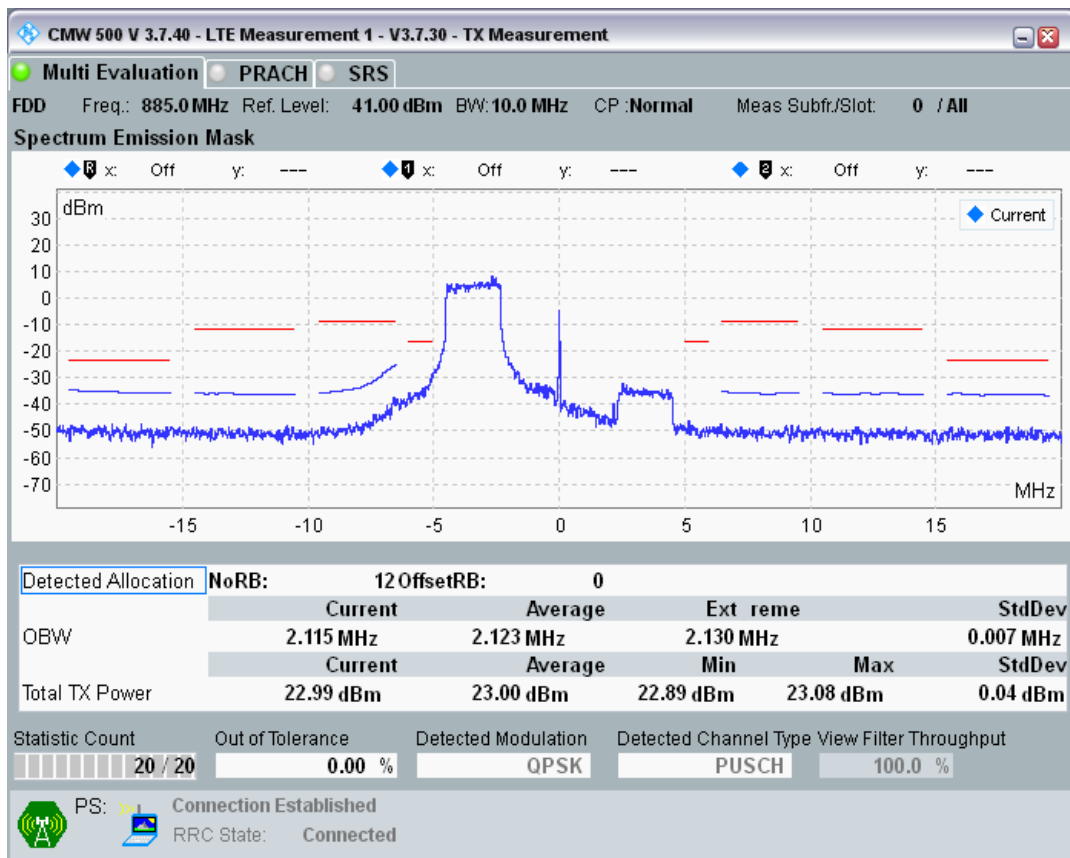 CMW 500 V 3.7.40 - LTE Measurement 1 - V3.7.30 - TX Measurement
Multi Evaluation PRACH SRS
FDD Freq.: 885.0 MHz Ref. Level: 41.00 dBm BW: 10.0 MHz CP :Normal Meas Subfr./Slot: 0 / All
Spectrum Emission Mask
R x: Off y: --- 1 x: Off y: --- 2 x: Off y: ---
dBm
Current
30
20
10
0
-10
-20
-30
-40
-50
-60
-70
MHz
-15 -10 -5 0 5 10 15
Detected Allocation NoRB: 12 OffsetRB: 0
Current Average Ext reme StdDev
OBW 2.115 MHz 2.123 MHz 2.130 MHz 0.007 MHz
Current Average Min Max StdDev
Total TX Power 22.99 dBm 23.00 dBm 22.89 dBm 23.08 dBm 0.04 dBm
Statistic Count Out of Tolerance Detected Modulation Detected Channel Type View Filter Throughput
20 / 20 0.00 % QPSK PUSCH 100.0 %
PS: Connection Established
RRC State: Connected